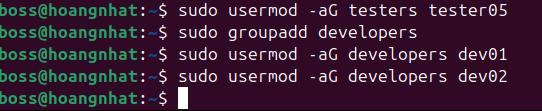 boss@hoangnhat:~$ sudo usermod -aG testers tester05
boss@hoangnhat:~$ sudo groupadd developers
boss@hoangnhat:~$ sudo usermod -aG developers dev01
boss@hoangnhat:~$ sudo usermod -aG developers dev02
boss@hoangnhat:~$